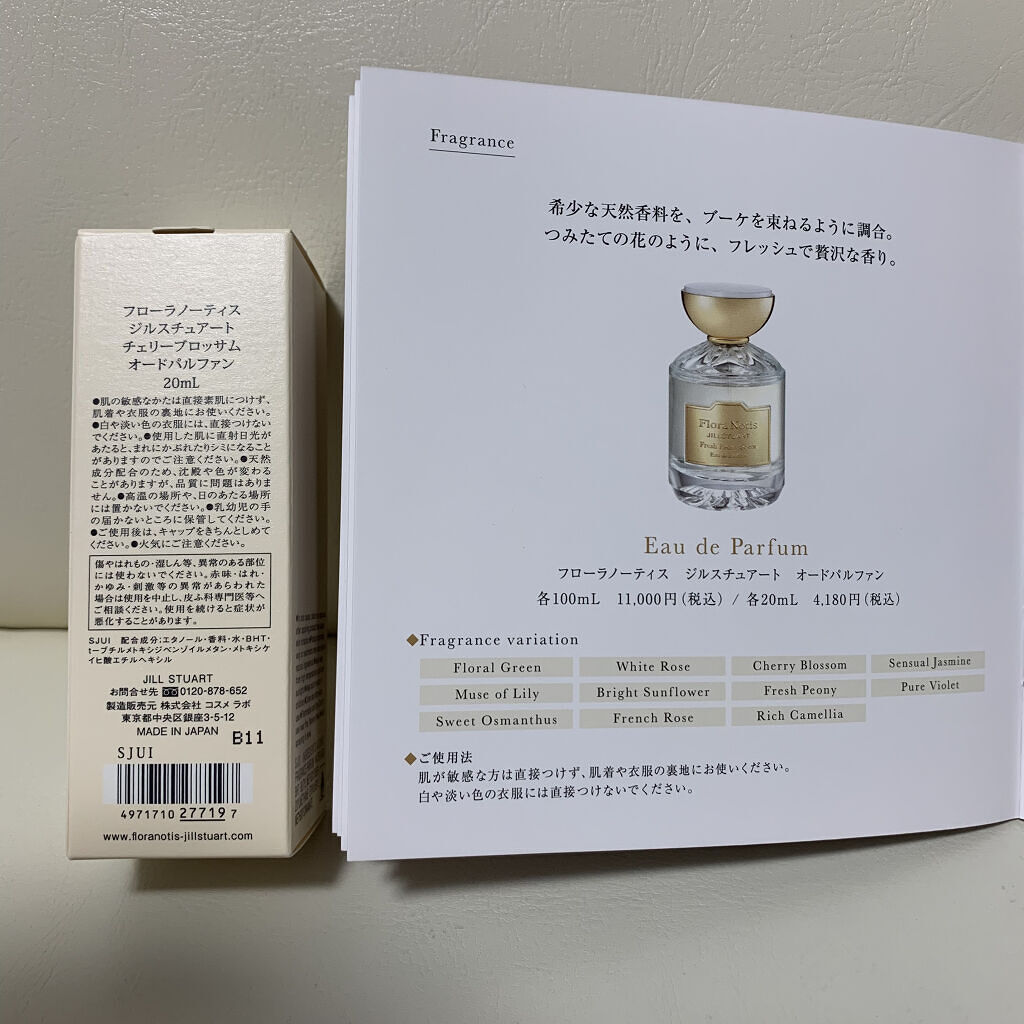 フローラノーティス
ジルスチュアート
チェリーブロッサム
オードパルファン
20mL
●肌の敏感なかたは直接素肌につけず、
肌着や衣服の裏地にお使いください。
●白や淡い色の衣服には、直接つけない
でください。●使用した肌に直射日光が
あたると、まれにかぶれたりシミになること
がありますのでご注意ください。●天然
成分配合のため、沈殿や色が変わる
ことがありますが、品質に問題はありま
せん。●高温の場所や、日のあたる場所
には置かないでください。●乳幼児の手
の届かないところに保管してください。
●ご使用後は、キャップをきちんとしめて
ください。●火気にご注意ください。
傷やはれもの・湿しん等、異常のある部位
には使わないでください。赤味・はれ・
かゆみ・刺激等の異常があらわれた
場合は使用を中止し、皮ふ科専門医等へ
ご相談ください。使用を続けると症状が
悪化することがあります。
SJUI 配合成分:エタノール・香料・水・BHT・
t-ブチルメトキシジベンゾイルメタン・メトキシケ
イヒ酸エチルヘキシル
JILL STUART
お問合せ先 0120-878-652
製造販売元 株式会社 コスメ ラボ
東京都中央区銀座3-5-12
MADE IN JAPAN B11
SJUI
4971710 277197
www.floranotis-jillstuart.com
Fragrance
希少な天然香料を、ブーケを束ねるように調合。
つみたての花のように、フレッシュで贅沢な香り。
Flora Notis
JILL STUART
Eau de Parfum
フローラノーティス ジルスチュアート オードパルファン
各100mL 11,000円(税込) / 各20mL 4,180円(税込)
◆Fragrance variation
Floral Green White Rose Cherry Blossom Sensual Jasmine
Muse of Lily Bright Sunflower Fresh Peony Pure Violet
Sweet Osmanthus French Rose Rich Camellia
◆ご使用法
肌が敏感な方は直接つけず、肌着や衣服の裏地にお使いください。
白や淡い色の衣服には直接つけないでください。